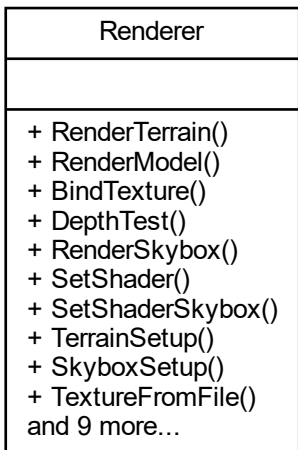 Renderer
+ RenderTerrain()
+ RenderModel()
+ BindTexture()
+ DepthTest()
+ RenderSkybox()
+ SetShader()
+ SetShaderSkybox()
+ TerrainSetup()
+ SkyboxSetup()
+ TextureFromFile()
and 9 more...